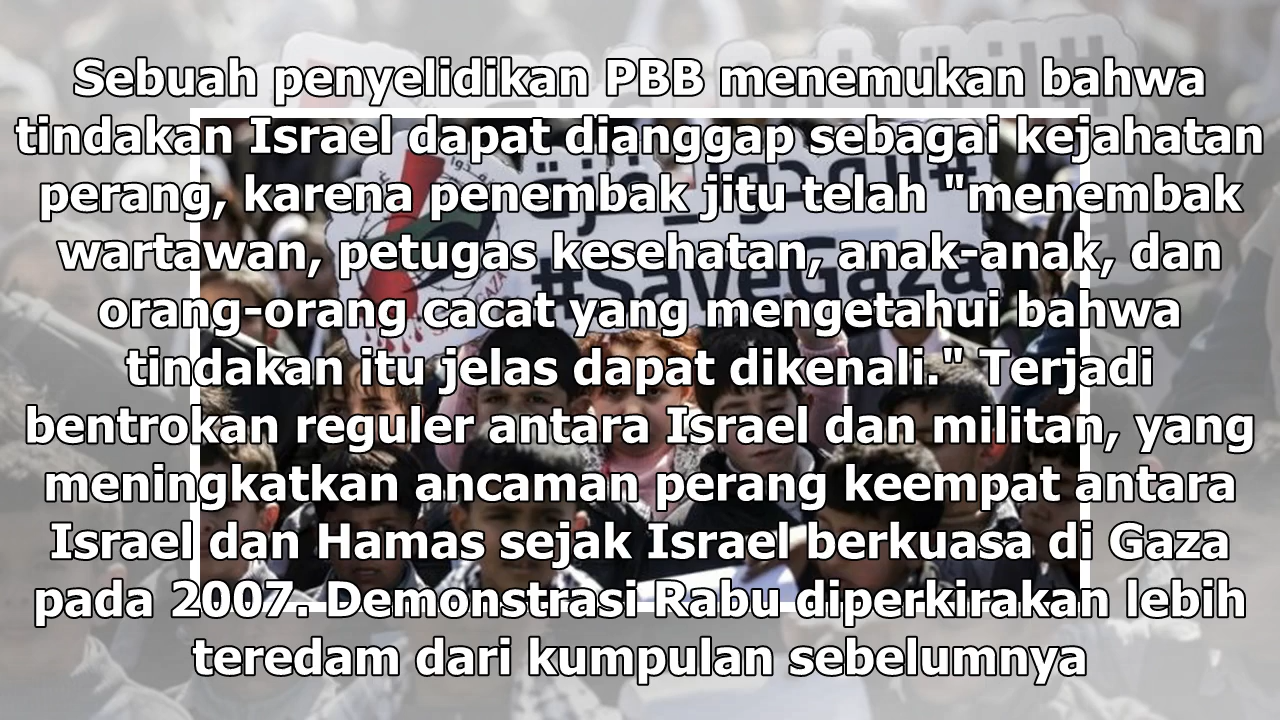 Sebuah penyelidikan PBB menemukan bahwa
tindakan Israel dapat dianggap sebagai kejahatan
perang, karena penembak jitu telah "menembak
wartawan, petugas kesehatan, anak-anak, dan
orang-orang cacat yang mengetahui bahwa
tindakan itu jelas dapat dikenali." Terjadi
bentrokan reguler antara Israel dan militan, yang
meningkatkan ancaman perang keempat antara
Israel dan Hamas sejak Israel berkuasa di Gaza
pada 2007. Demonstrasi Rabu diperkirakan lebih
teredam dari kumpulan sebelumnya
#SaveGaza